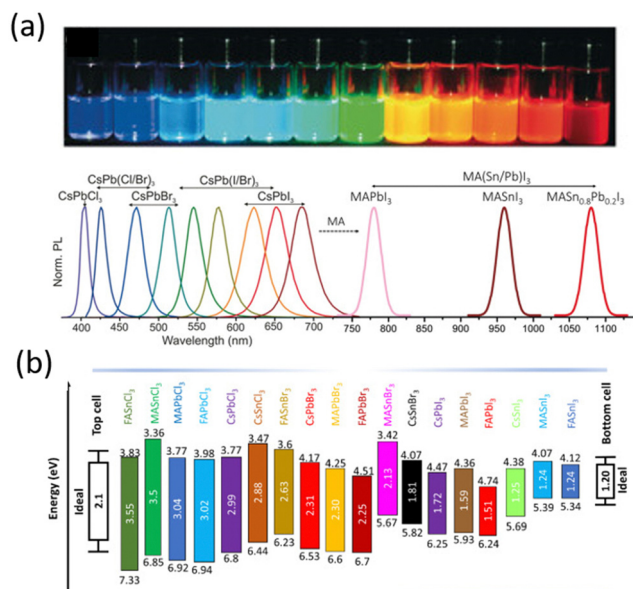 (a)
CsPb(Cl/Br)₃
CsPb(I/Br)₃
MA(Sn/Pb)I₃
CsPbCl₃
CsPbBr₃
CsPbI₃
MA
MAPbI₃
MASnI₃
MASn₀.₈Pb₀.₂I₃
Norm. PL
400 450 500 550 600 650 700 750 800 850 900 950 1000 1050 1100
Wavelength (nm)
(b)
Energy (eV)
Top cell
Ideal
2.1
FASnCl₃
3.83
3.55
7.33
MASnCl₃
3.36
3.5
6.85
MAPbCl₃
3.77
3.04
6.92
FAPbCl₃
3.98
3.02
6.94
CsPbCl₃
3.77
2.99
6.8
CsSnCl₃
3.47
2.88
6.44
FASnBr₃
3.6
2.63
6.23
CsPbBr₃
4.17
2.31
6.53
MAPbBr₃
4.25
2.30
6.6
FAPbBr₃
4.51
2.25
6.7
MASnBr₃
3.42
2.13
5.67
CsSnBr₃
4.07
1.81
5.82
CsPbI₃
4.47
1.72
6.25
MAPbI₃
4.36
1.59
5.93
FAPbI₃
4.74
1.51
6.24
CsSnI₃
4.38
1.25
5.69
MASnI₃
4.07
1.24
5.39
FASnI₃
4.12
1.24
5.34
Bottom cell
1.20
Ideal